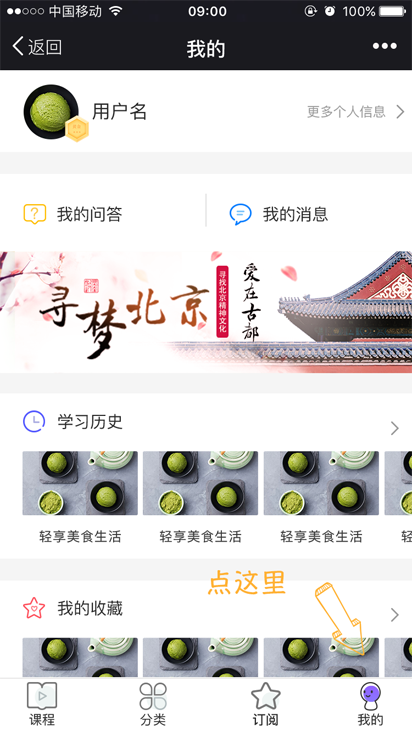 中国移动 09:00 100%
返回 我的
用户名 更多个人信息
我的问答 我的消息
寻梦北京
寻找北京精神文化
爱在古都
学习历史
轻享美食生活 轻享美食生活 轻享美食生活
点这里
我的收藏
课程 分类 订阅 我的